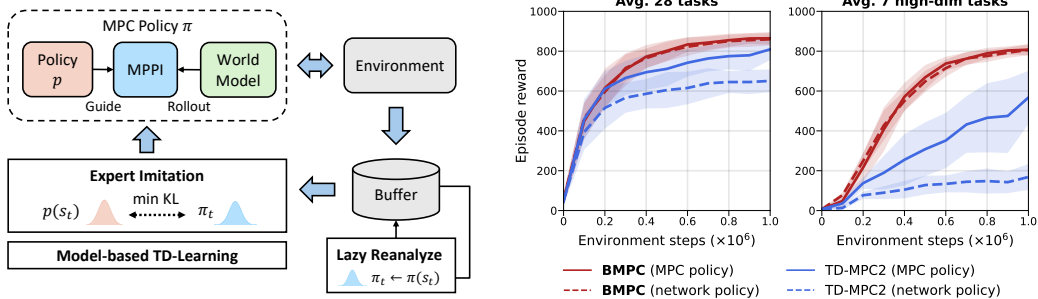 MPC Policy π
Policy
p
MPPI
World
Model
Guide
Rollout
Environment
Buffer
Expert Imitation
p(s_t)
min KL
π_t
Model-based TD-Learning
Lazy Reanalyze
π_t ← π(s_t)
Avg. 28 tasks
Episode reward
1000
800
600
400
200
0
0 0.2 0.4 0.6 0.8 1.0
Environment steps (×10⁶)
Avg. 7 high-dim tasks
1000
800
600
400
200
0
0 0.2 0.4 0.6 0.8 1.0
Environment steps (×10⁶)
BMPC (MPC policy)
BMPC (network policy)
TD-MPC2 (MPC policy)
TD-MPC2 (network policy)